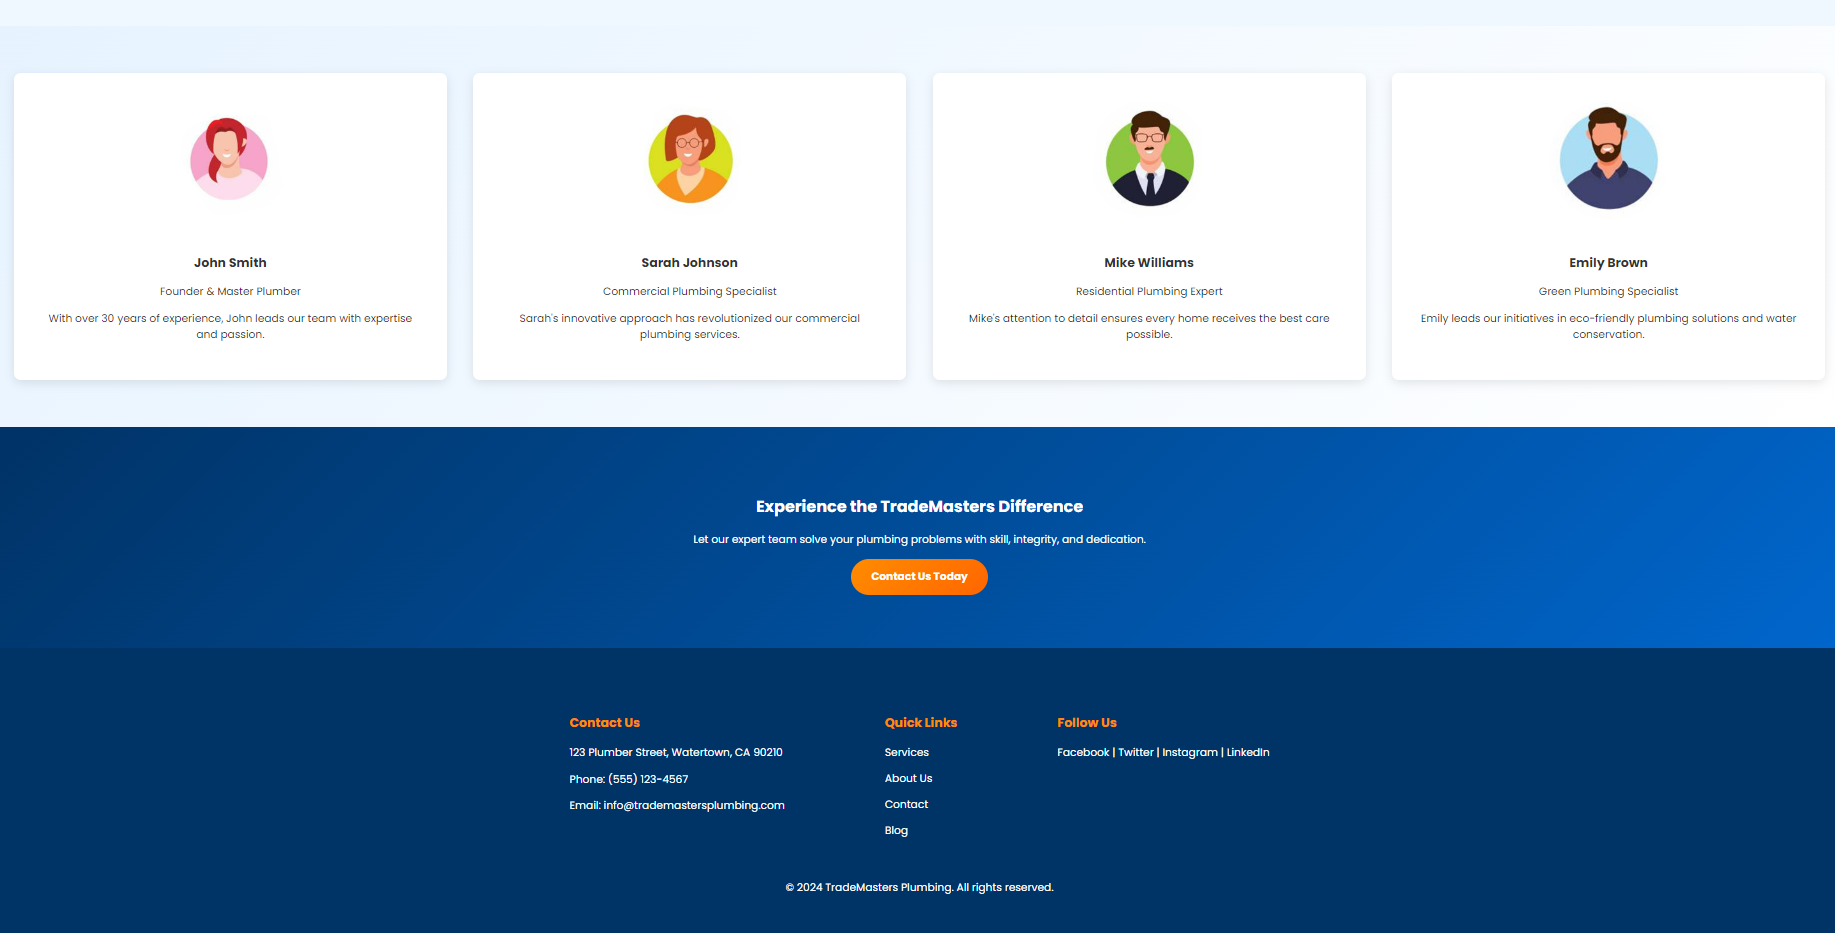 John Smith
Founder & Master Plumber
With over 30 years of experience, John leads our team with expertise
and passion.
Sarah Johnson
Commercial Plumbing Specialist
Sarah's innovative approach has revolutionized our commercial
plumbing services.
Mike Williams
Residential Plumbing Expert
Mike's attention to detail ensures every home receives the best care
possible.
Emily Brown
Green Plumbing Specialist
Emily leads our initiatives in eco-friendly plumbing solutions and water
conservation.
Experience the TradeMasters Difference
Let our expert team solve your plumbing problems with skill, integrity, and dedication.
Contact Us Today
Contact Us
123 Plumber Street, Watertown, CA 90210
Phone: (555) 123-4567
Email: info@trademastersplumbing.com
Quick Links
Services
About Us
Contact
Blog
Follow Us
Facebook | Twitter | Instagram | LinkedIn
© 2024 TradeMasters Plumbing. All rights reserved.